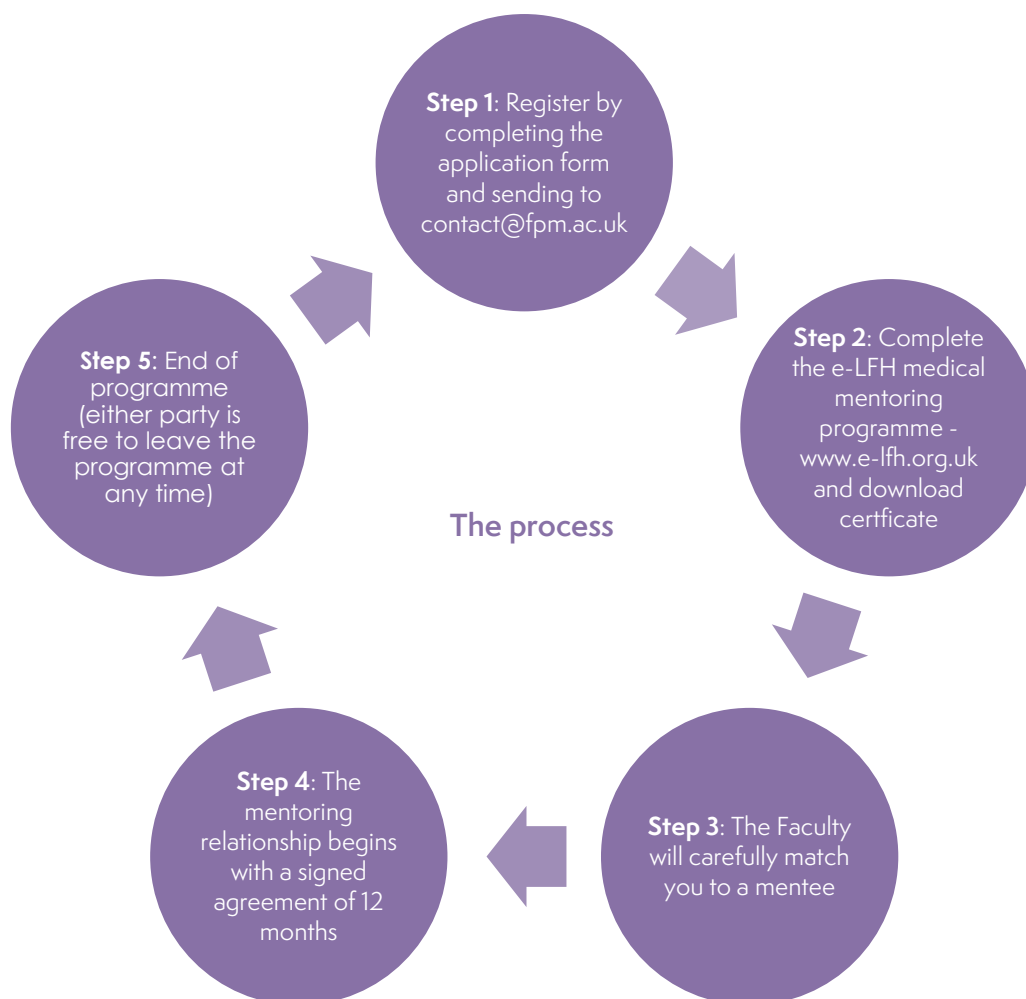 Step 1: Register by
completing the
application form
and sending to
contact@fpm.ac.uk
Step 2: Complete
the e-LFH medical
mentoring
programme -
www.e-lfh.org.uk
and download
certficate
Step 3: The Faculty
will carefully match
you to a mentee
Step 4: The
mentoring
relationship begins
with a signed
agreement of 12
months
Step 5: End of
programme
(either party is
free to leave the
programme at
any time)
The process